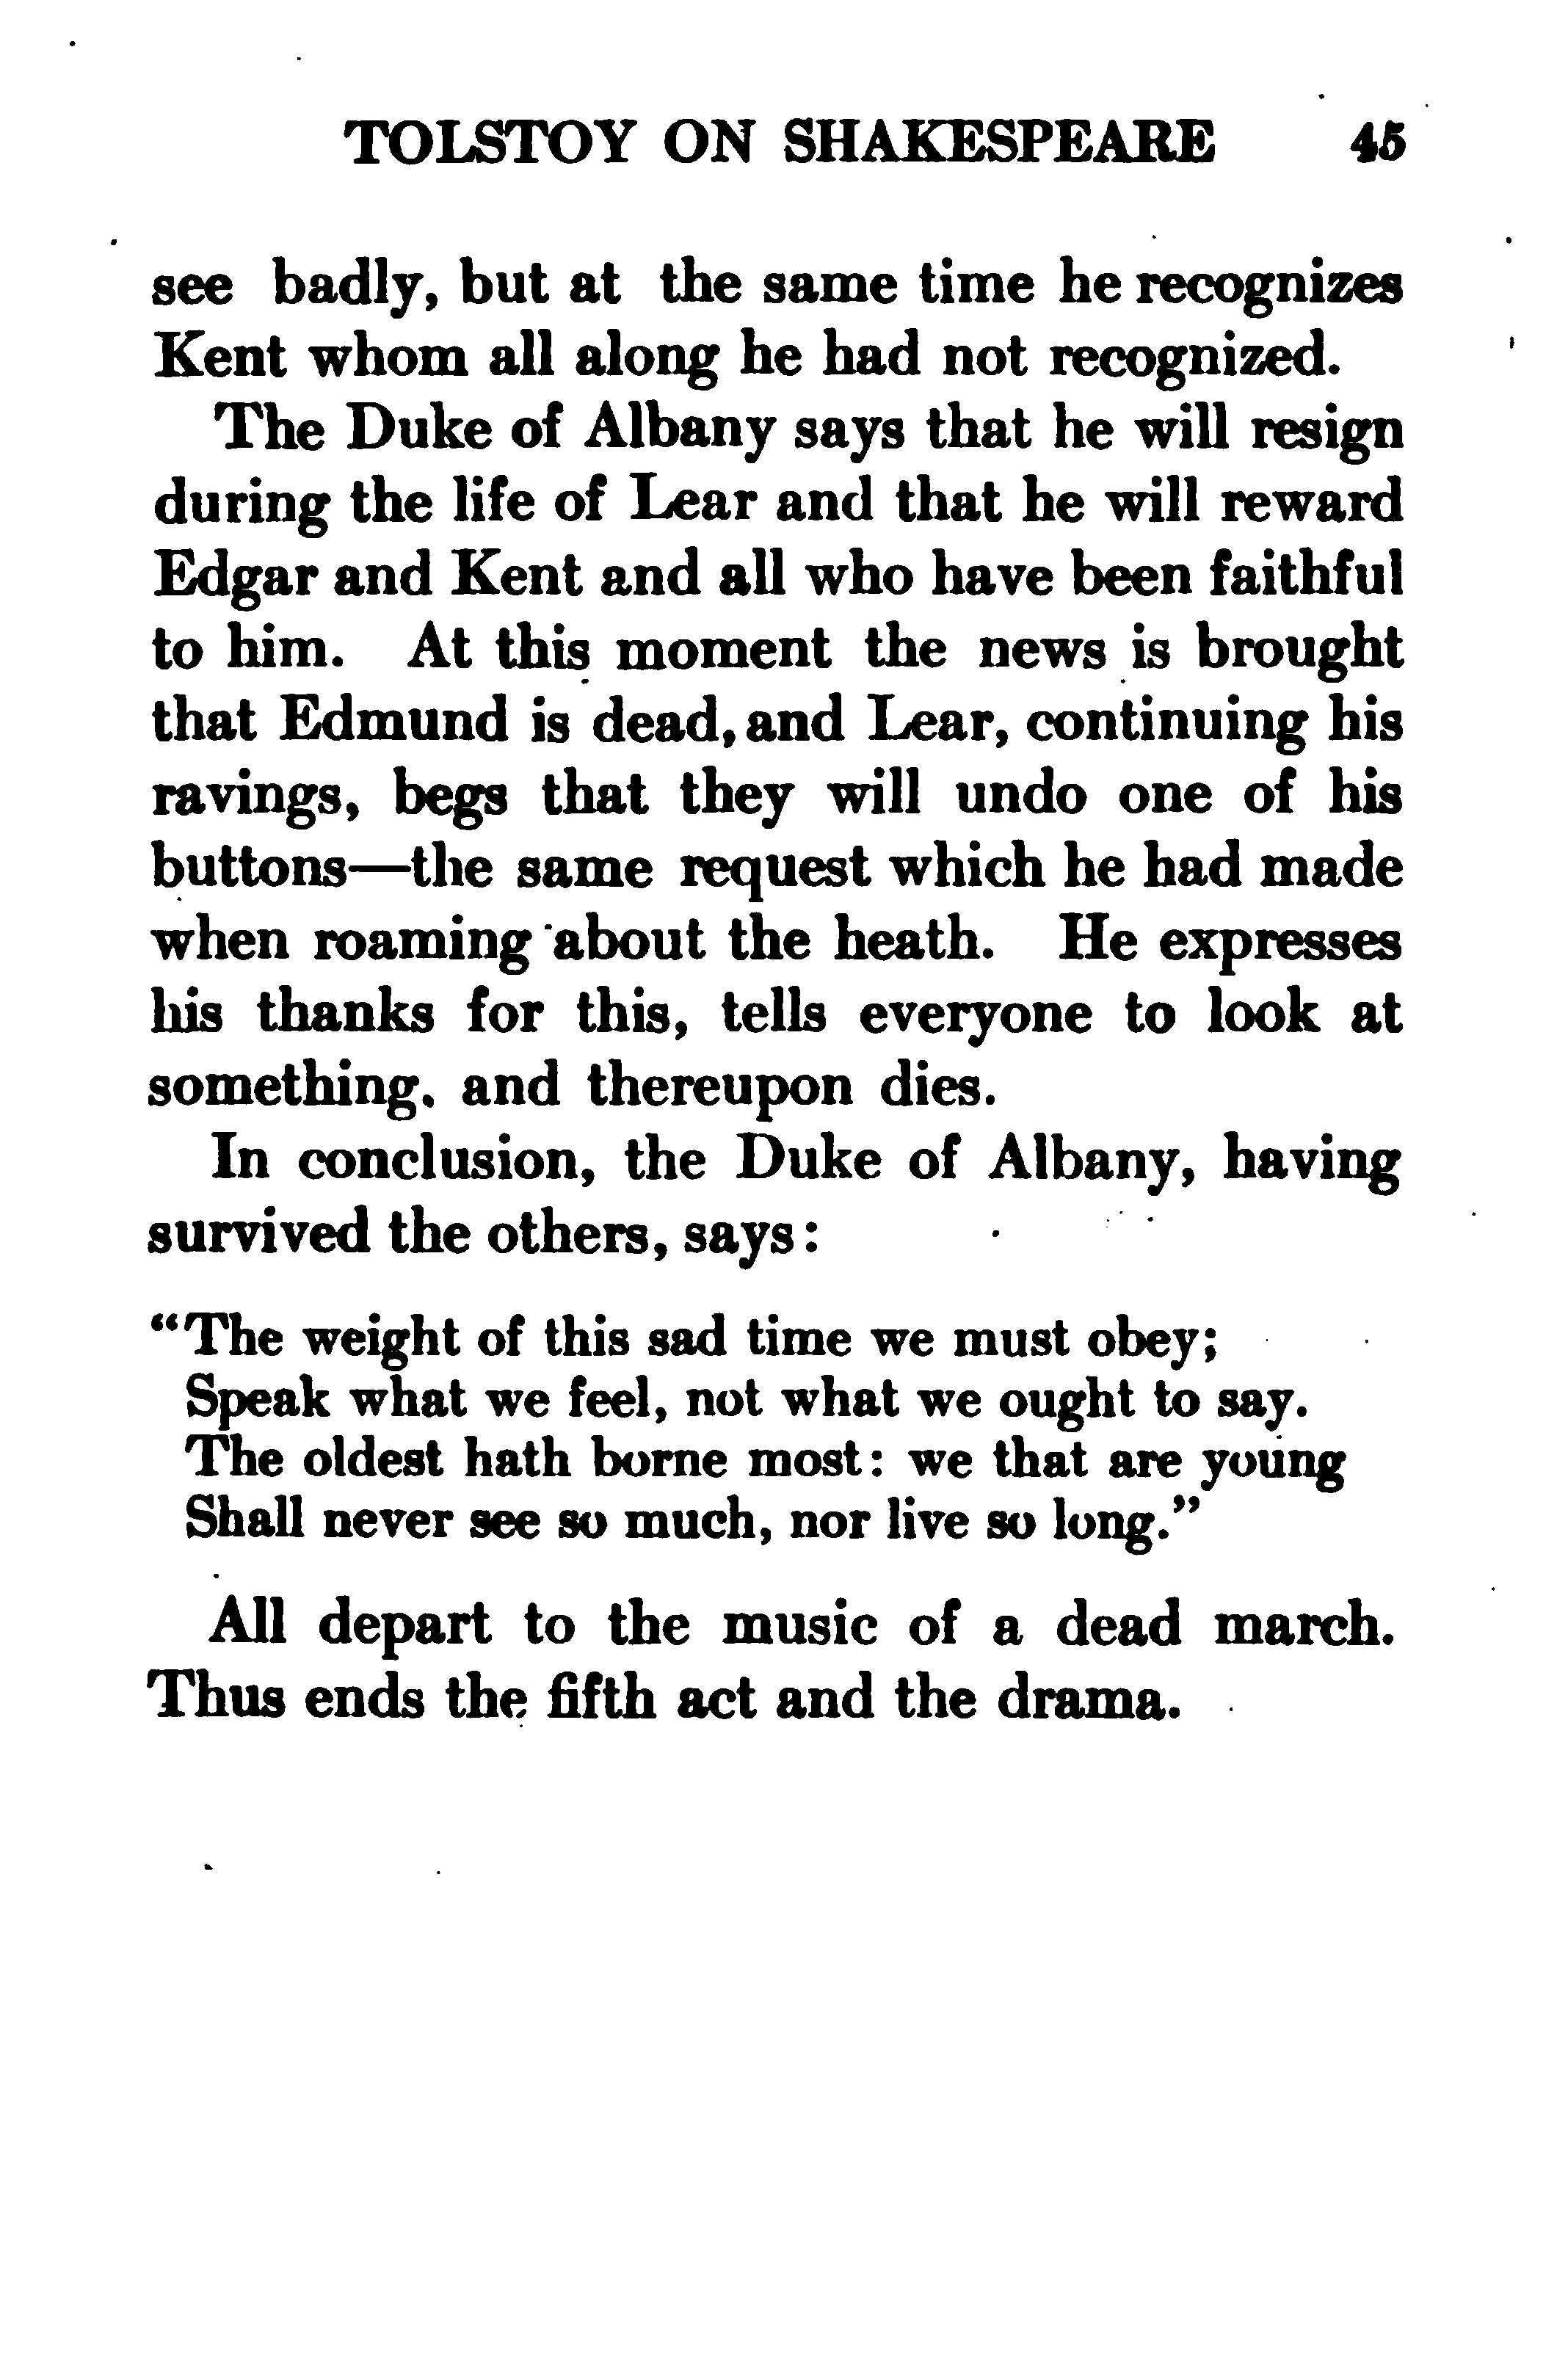 TOLSTOY ON SHAKESPEARE 45
see badly, but at the same time he recognizes
Kent whom all along he had not recognized.
The Duke of Albany says that he will resign
during the life of Lear and that he will reward
Edgar and Kent and all who have been faithful
to him. At this moment the news is brought
that Edmund is dead, and Lear, continuing his
ravings, begs that they will undo one of his
buttons—the same request which he had made
when roaming about the heath. He expresses
his thanks for this, tells everyone to look at
something, and thereupon dies.
In conclusion, the Duke of Albany, having
survived the others, says:
“The weight of this sad time we must obey;
Speak what we feel, not what we ought to say.
The oldest hath borne most: we that are young
Shall never see so much, nor live so long.”
All depart to the music of a dead march.
Thus ends the fifth act and the drama.